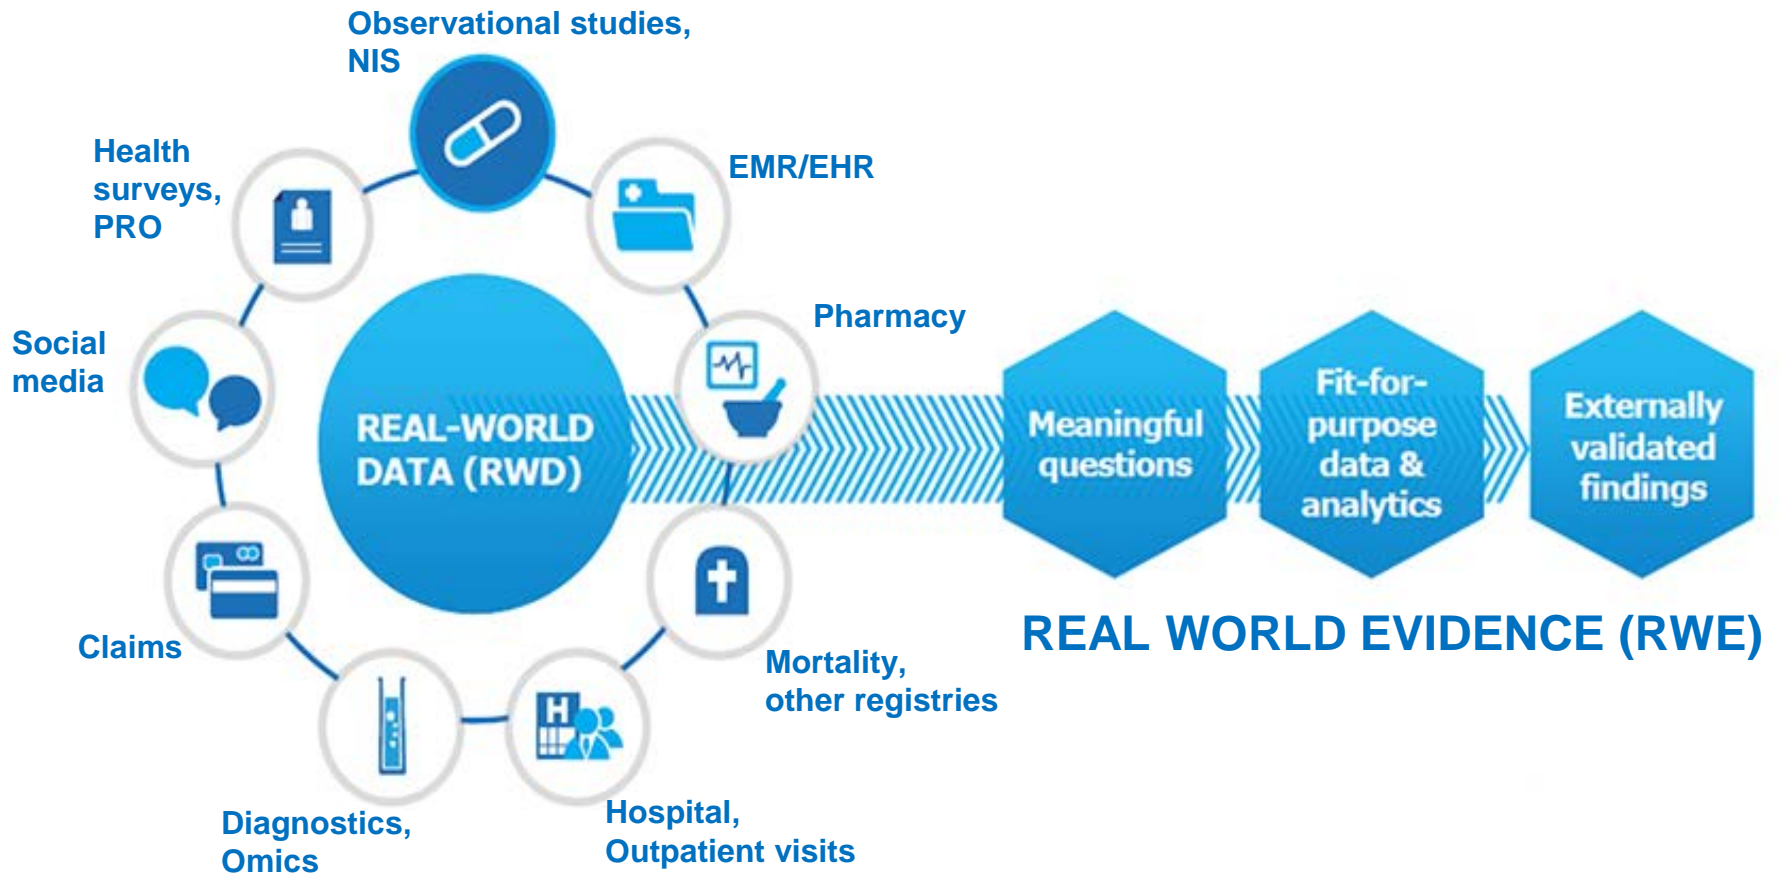 Observational studies,
NIS
Health
surveys,
PRO
EMR/EHR
Pharmacy
Social
media
REAL-WORLD
DATA (RWD)
Meaningful
questions
Fit-for-
purpose
data &
analytics
Externally
validated
findings
REAL WORLD EVIDENCE (RWE)
Claims
Mortality,
other registries
H
Diagnostics,
Omics
Hospital,
Outpatient visits